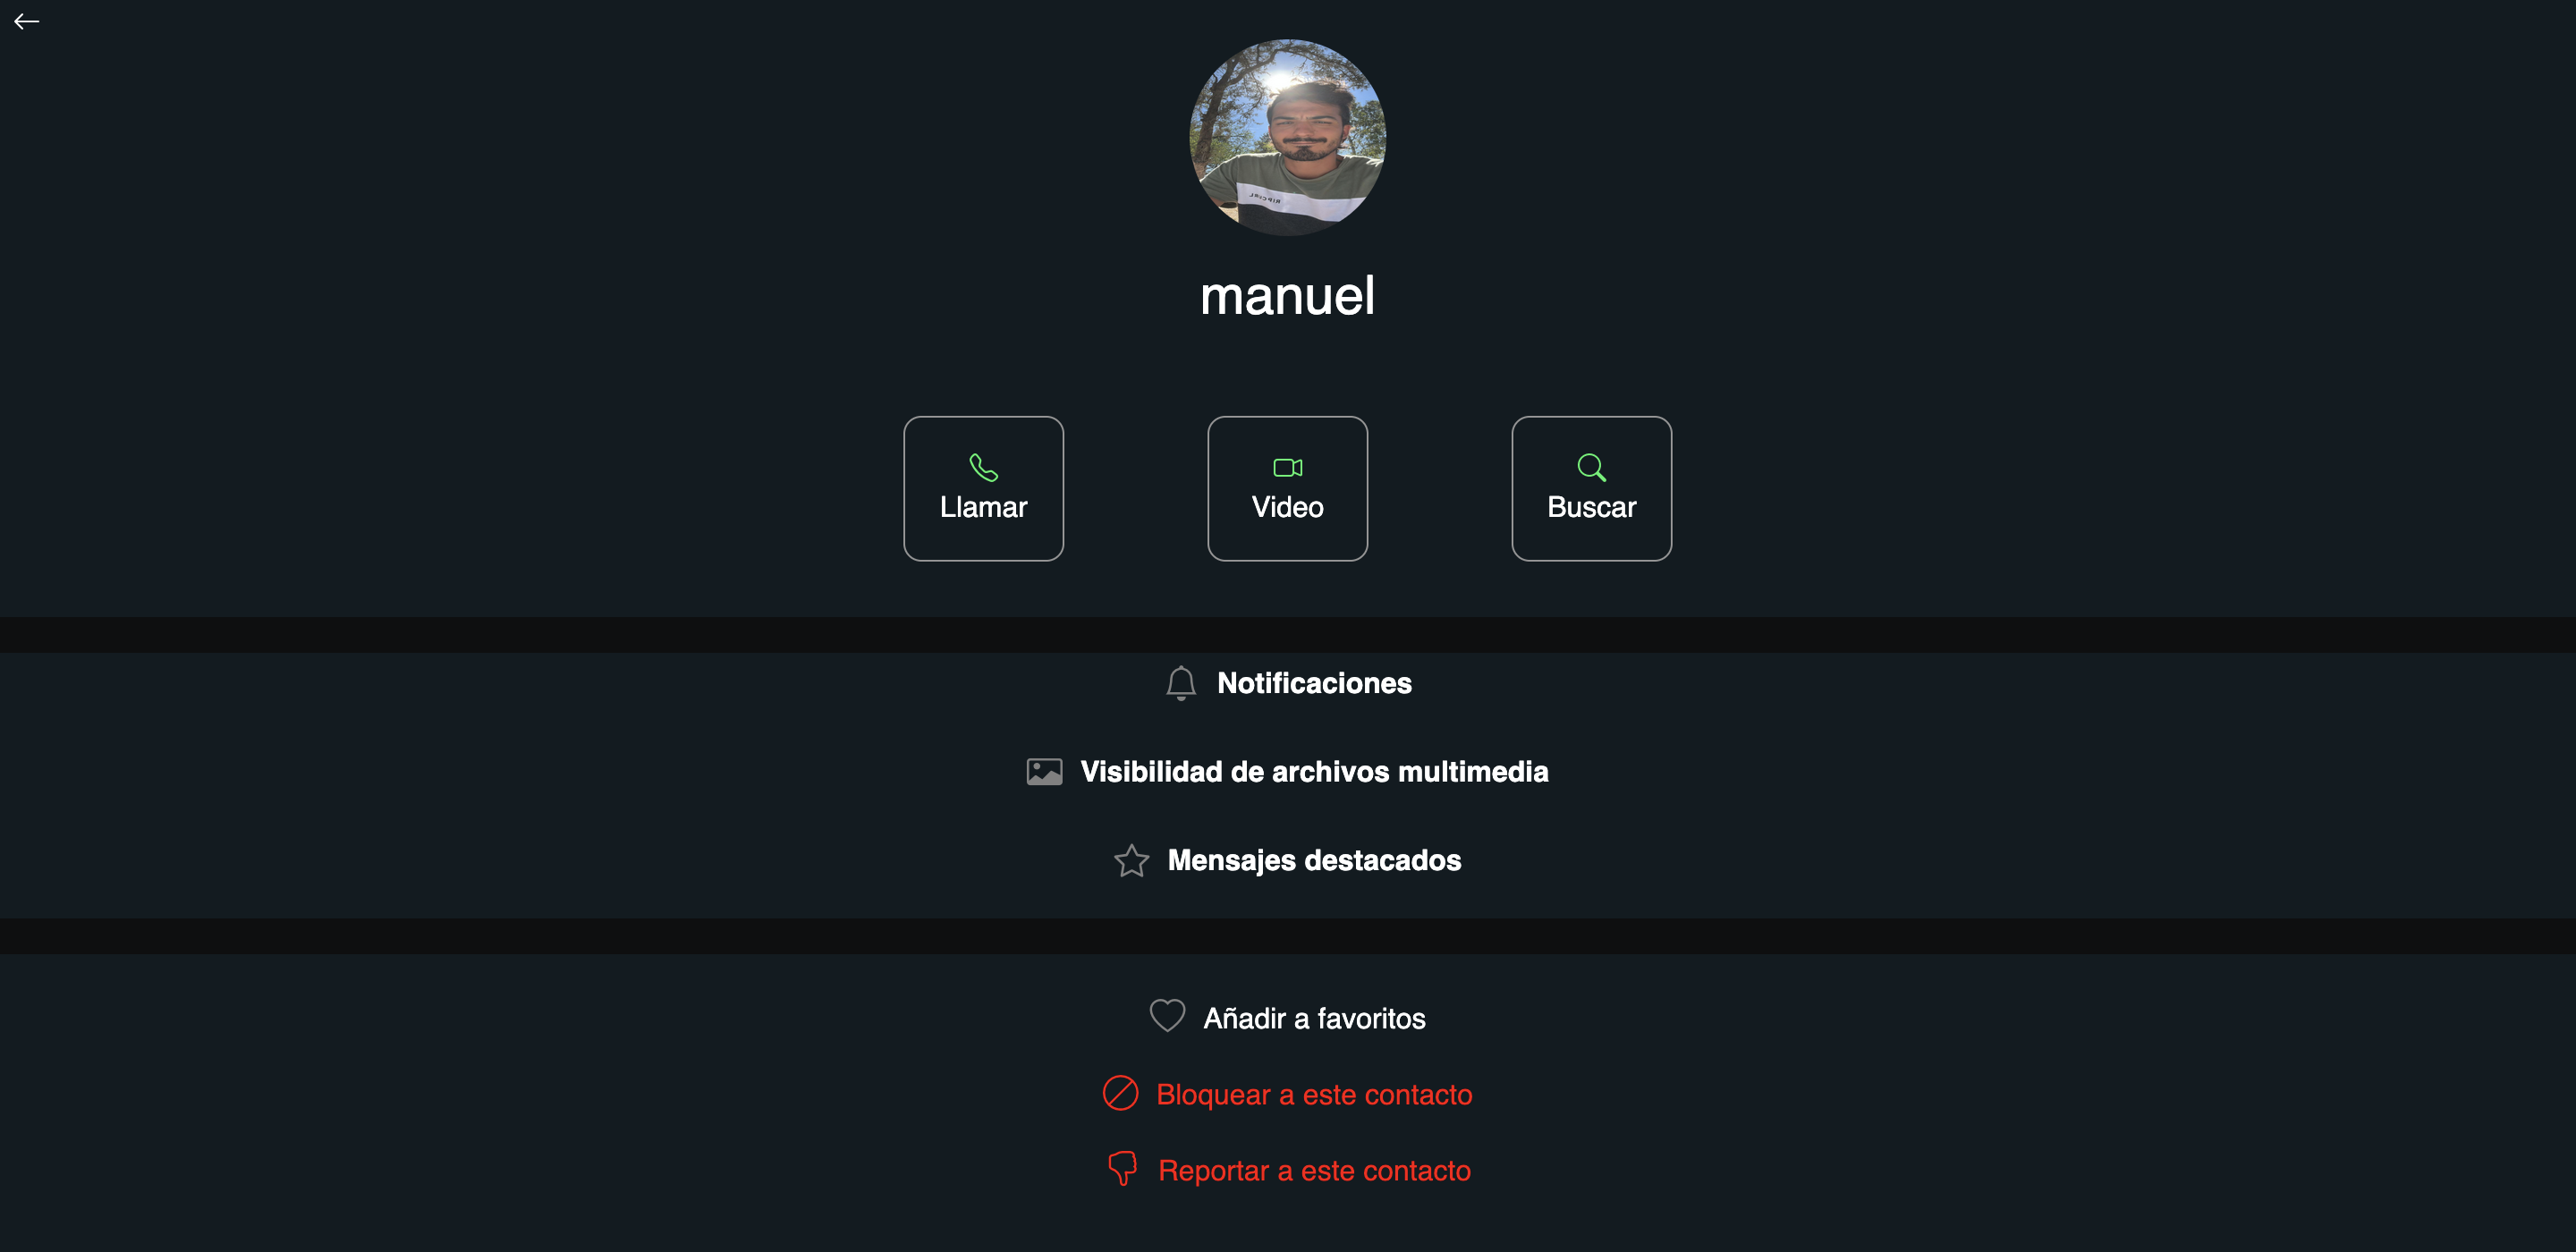 manuel
Llamar
Video
Buscar
Notificaciones
Visibilidad de archivos multimedia
Mensajes destacados
Añadir a favoritos
Bloquear a este contacto
Reportar a este contacto